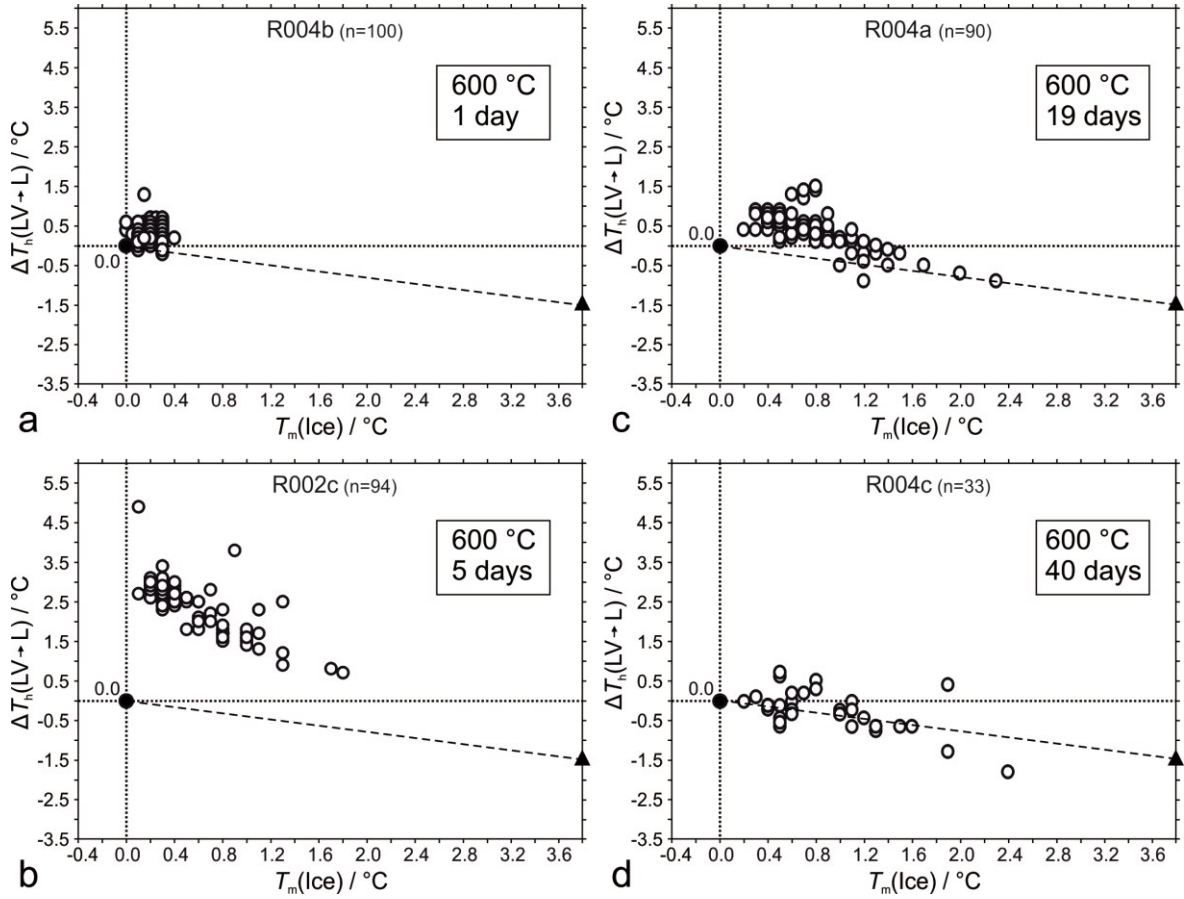 R004b (n=100)
600 °C
1 day
ΔTh(LV→L) / °C
5.5
4.5
3.5
2.5
1.5
0.5
-0.5
-1.5
-2.5
-3.5
0.0
-0.4 0.0 0.4 0.8 1.2 1.6 2.0 2.4 2.8 3.2 3.6
Tm(Ice) / °C
a
R004a (n=90)
600 °C
19 days
ΔTh(LV→L) / °C
5.5
4.5
3.5
2.5
1.5
0.5
-0.5
-1.5
-2.5
-3.5
0.0
-0.4 0.0 0.4 0.8 1.2 1.6 2.0 2.4 2.8 3.2 3.6
Tm(Ice) / °C
c
R002c (n=94)
600 °C
5 days
ΔTh(LV→L) / °C
5.5
4.5
3.5
2.5
1.5
0.5
-0.5
-1.5
-2.5
-3.5
0.0
-0.4 0.0 0.4 0.8 1.2 1.6 2.0 2.4 2.8 3.2 3.6
Tm(Ice) / °C
b
R004c (n=33)
600 °C
40 days
ΔTh(LV→L) / °C
5.5
4.5
3.5
2.5
1.5
0.5
-0.5
-1.5
-2.5
-3.5
0.0
-0.4 0.0 0.4 0.8 1.2 1.6 2.0 2.4 2.8 3.2 3.6
Tm(Ice) / °C
d